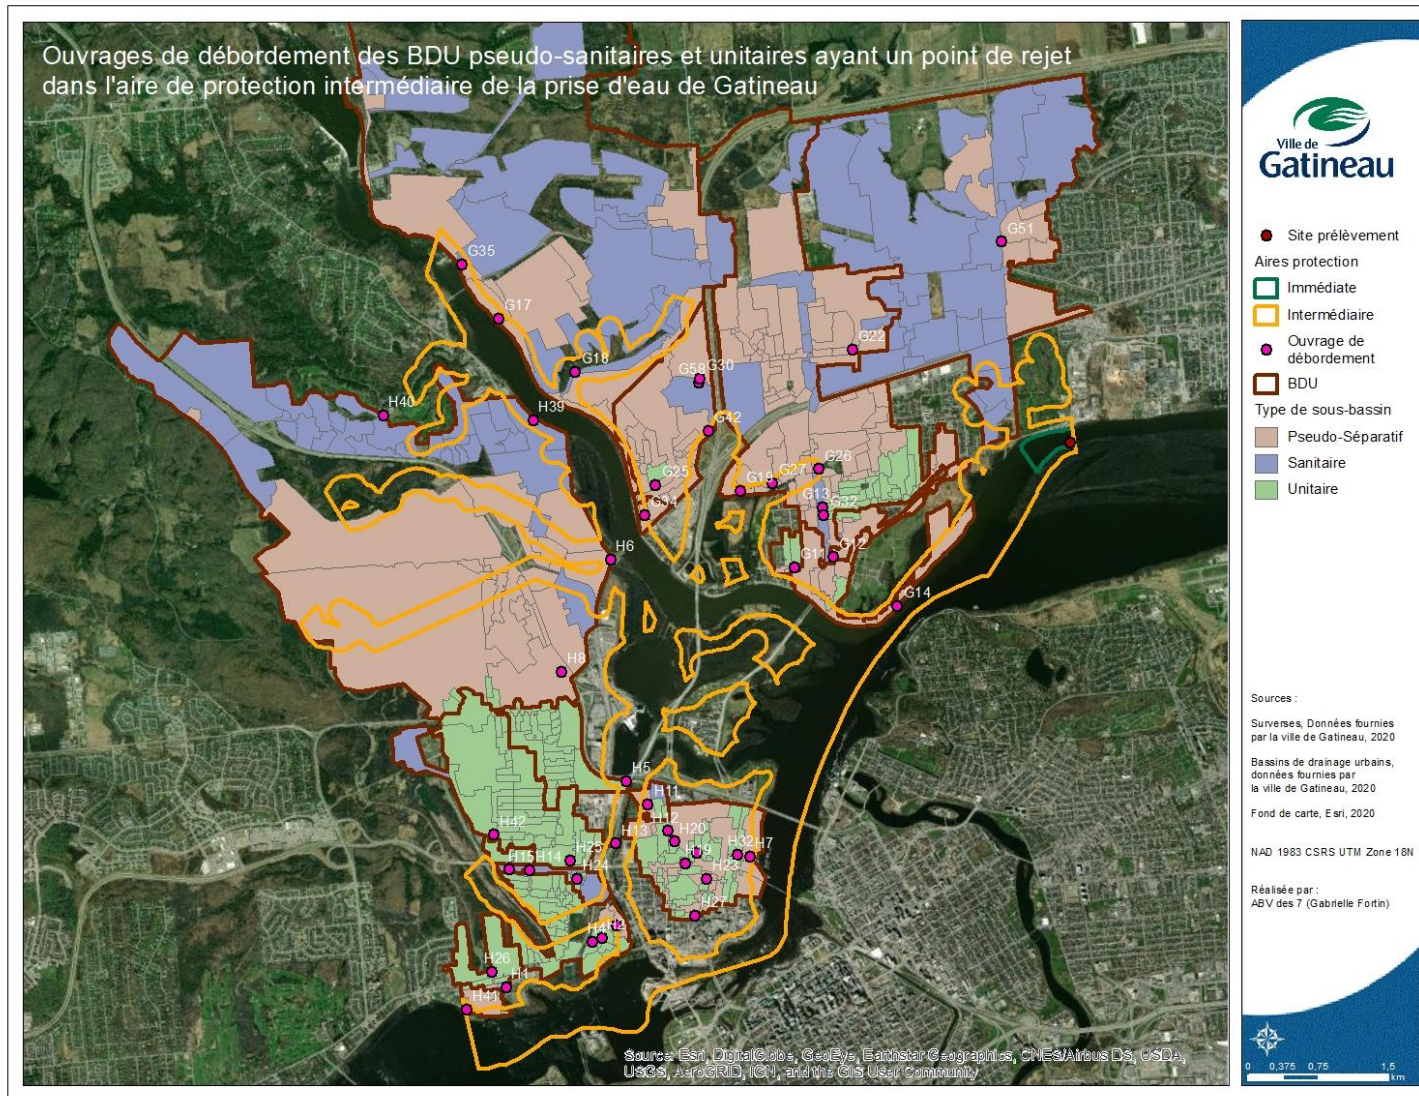 Ouvrages de débordement des BDU pseudo-sanitaires et unitaires ayant un point de rejet
dans l'aire de protection intermédiaire de la prise d'eau de Gatineau
G51
G35
G17
G22
G18
G30
G58
H40
H39
G42
G26
G27
G19
G25
G13
G32
G34
H6
G12
G11
G14
H8
H5
H11
H12
H42
H20
H13
H32
H7
H19
H25
H15
H14
H24
H23
H27
H2
H4
H26
H1
H41
Source: Esri, DigitalGlobe, GeoEye, Earthstar Geographics, CNES/Airbus DS, USDA,
USGS, AeroGRID, IGN, and the GIS User Community
Ville de
Gatineau
Site prélèvement
Aires protection
Immédiate
Intermédiaire
Ouvrage de
débordement
BDU
Type de sous-bassin
Pseudo-Séparatif
Sanitaire
Unitaire
Sources :
Surverses, Données fournies
par la ville de Gatineau, 2020
Bassins de drainage urbains,
données fournies par
la ville de Gatineau, 2020
Fond de carte, Esri, 2020
NAD 1983 CSRS UTM Zone 18N
Réalisée par :
ABV des 7 (Gabrielle Fortin)
0 0,375 0,75 1,5
km